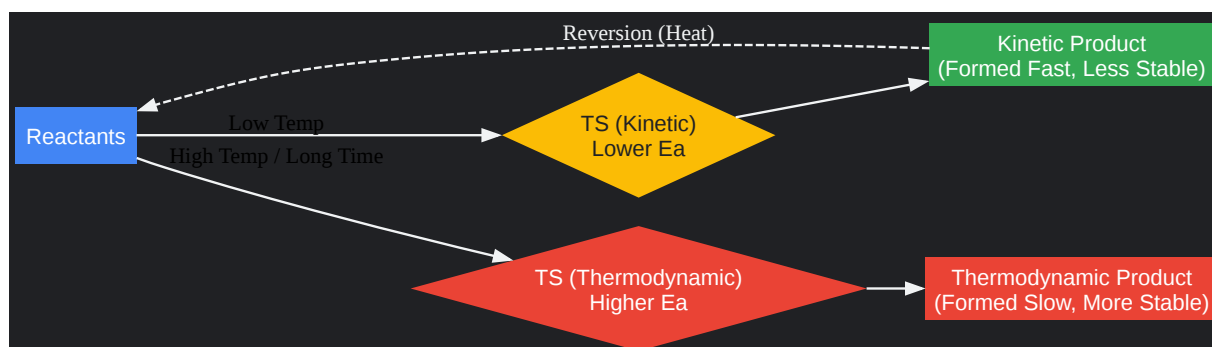 Reversion (Heat)
Kinetic Product
(Formed Fast, Less Stable)
Reactants
Low Temp
High Temp / Long Time
TS (Kinetic)
Lower Ea
TS (Thermodynamic)
Higher Ea
Thermodynamic Product
(Formed Slow, More Stable)